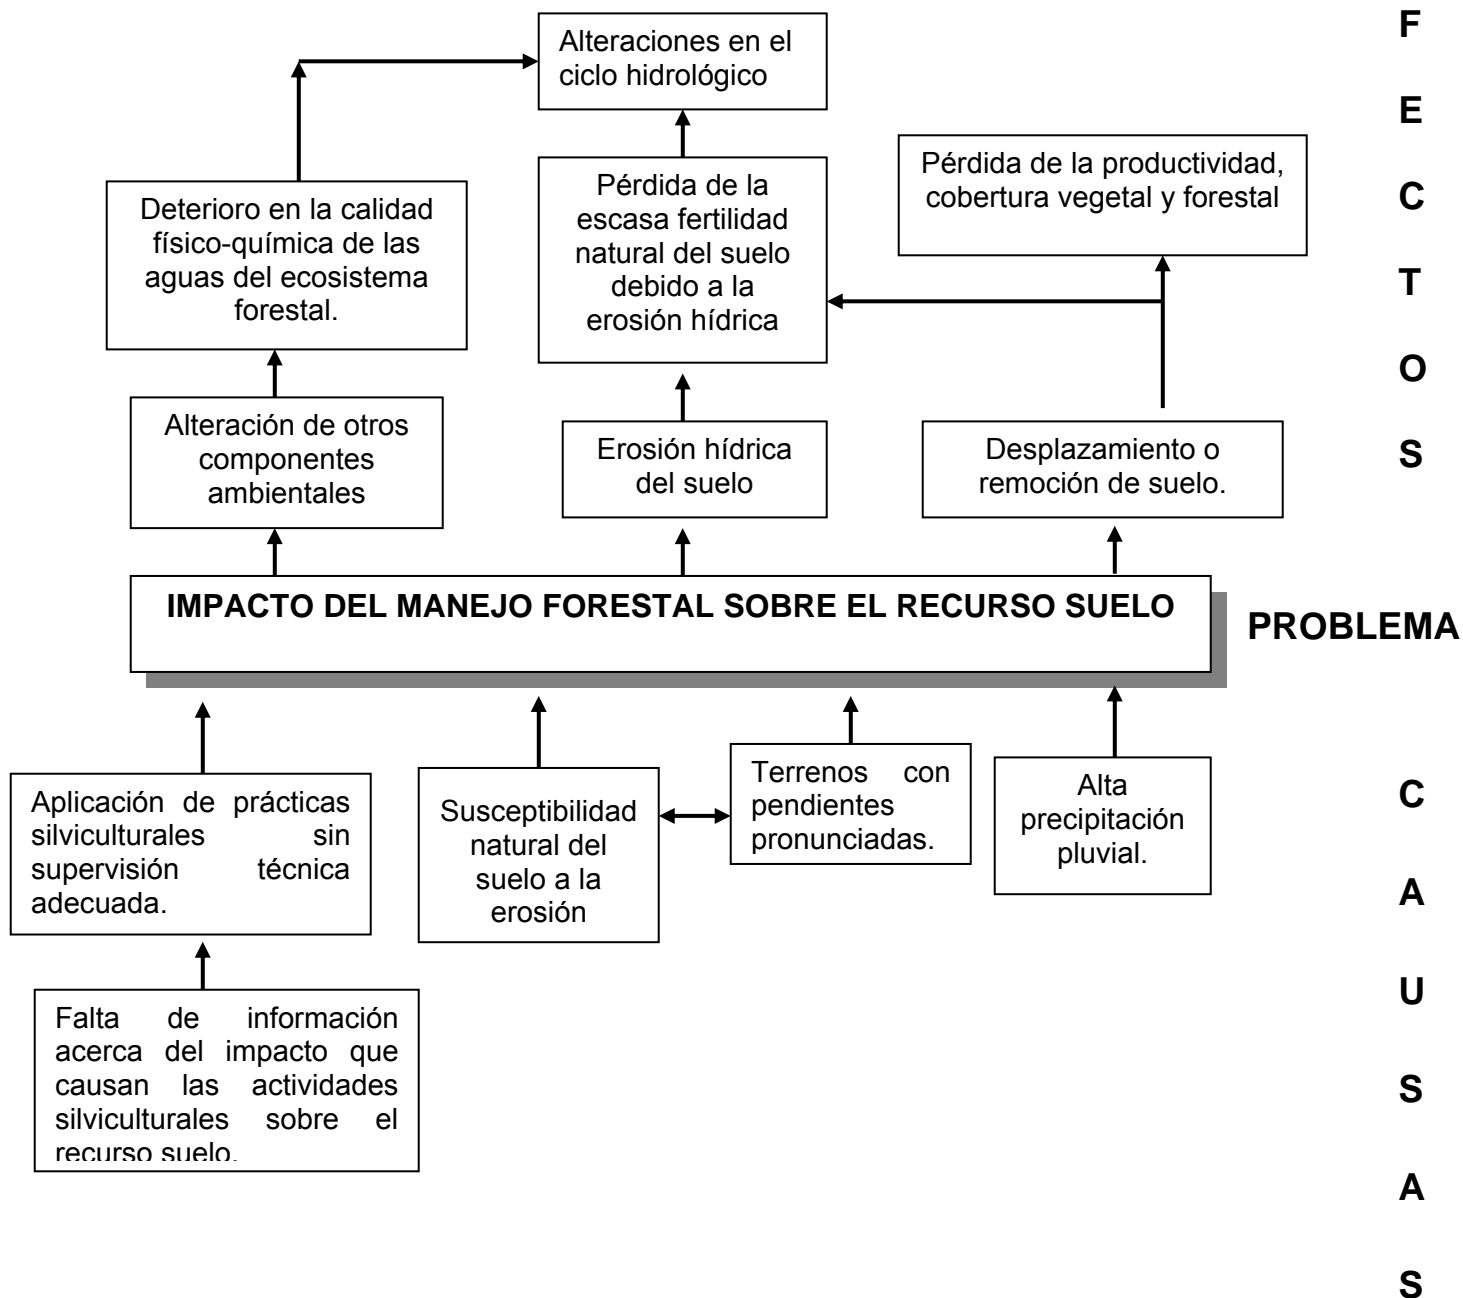 Alteraciones en el
ciclo hidrológico
Deterioro en la calidad
físico-química de las
aguas del ecosistema
forestal.
Pérdida de la
escasa fertilidad
natural del suelo
debido a la
erosión hídrica
Pérdida de la productividad,
cobertura vegetal y forestal
Alteración de otros
componentes
ambientales
Erosión hídrica
del suelo
Desplazamiento o
remoción de suelo.
F
E
C
T
O
S
IMPACTO DEL MANEJO FORESTAL SOBRE EL RECURSO SUELO
PROBLEMA
Aplicación de prácticas
silviculturales sin
supervisión técnica
adecuada.
Susceptibilidad
natural del
suelo a la
erosión
Terrenos con
pendientes
pronunciadas.
Alta
precipitación
pluvial.
Falta de información
acerca del impacto que
causan las actividades
silviculturales sobre el
recurso suelo.
C
A
U
S
A
S